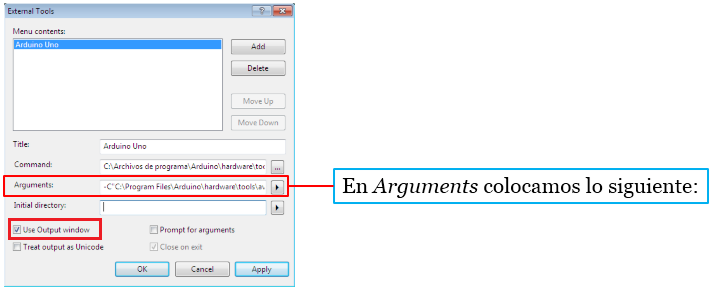 External Tools
Menu contents:
Arduino Uno
Add
Delete
Move Up
Move Down
Title:
Arduino Uno
Command:
C:\Archivos de programa\Arduino\hardware\too
...
Arguments:
-C"C:\Program Files\Arduino\hardware\tools\av
En Arguments colocamos lo siguiente:
Initial directory:
Use Output window
Prompt for arguments
Treat output as Unicode
Close on exit
OK
Cancel
Apply